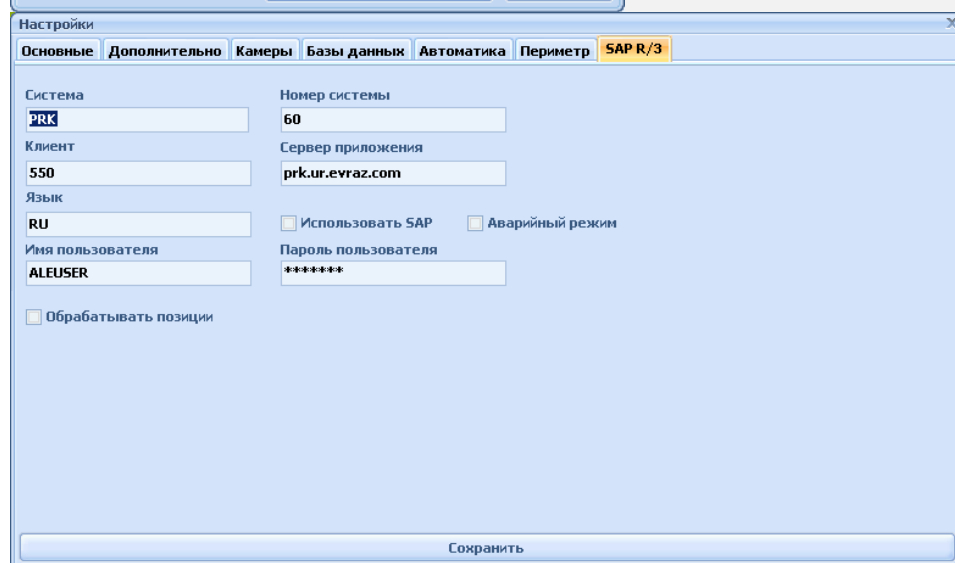 Настройки
Основные Дополнительно Камеры Базы данных Автоматика Периметр SAP R/3
Система Номер системы
PRK 60
Клиент Сервер приложения
550 prk.ur.evraz.com
Язык
RU Использовать SAP Аварийный режим
Имя пользователя Пароль пользователя
ALEUSER *******
Обрабатывать позиции
Сохранить